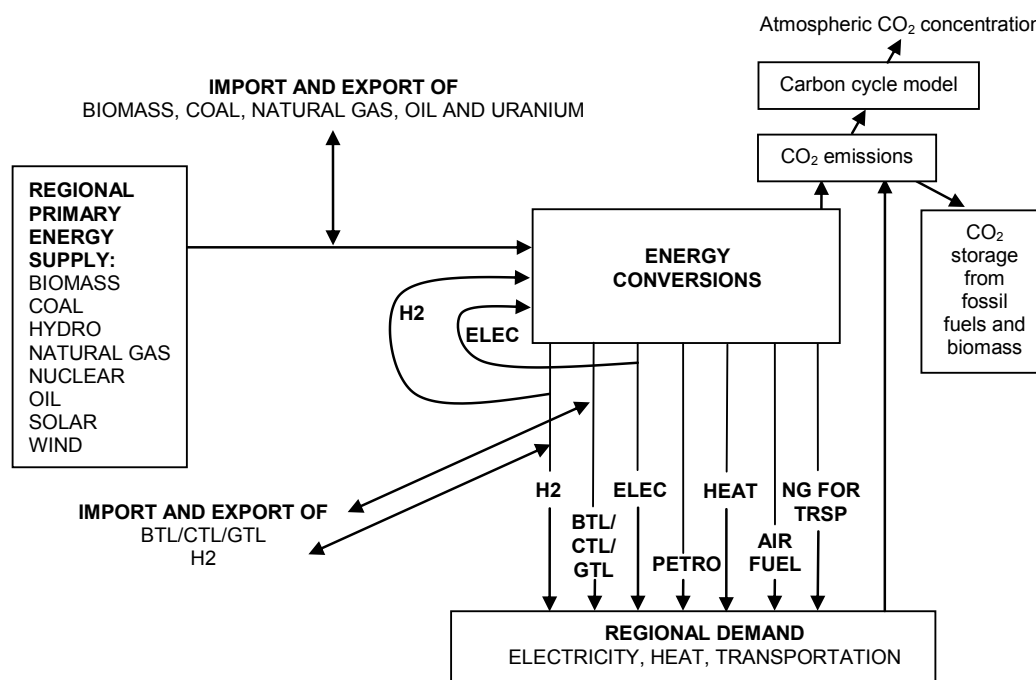 Atmospheric CO₂ concentration
Carbon cycle model
CO₂ emissions
CO₂
storage
from
fossil
fuels and
biomass
IMPORT AND EXPORT OF
BIOMASS, COAL, NATURAL GAS, OIL AND URANIUM
REGIONAL
PRIMARY
ENERGY
SUPPLY:
BIOMASS
COAL
HYDRO
NATURAL GAS
NUCLEAR
OIL
SOLAR
WIND
ENERGY
CONVERSIONS
H2
ELEC
IMPORT AND EXPORT OF
BTL/CTL/GTL
H2
H2
BTL/
CTL/
GTL
ELEC
PETRO
HEAT
AIR
FUEL
NG FOR
TRSP
REGIONAL DEMAND
ELECTRICITY, HEAT, TRANSPORTATION